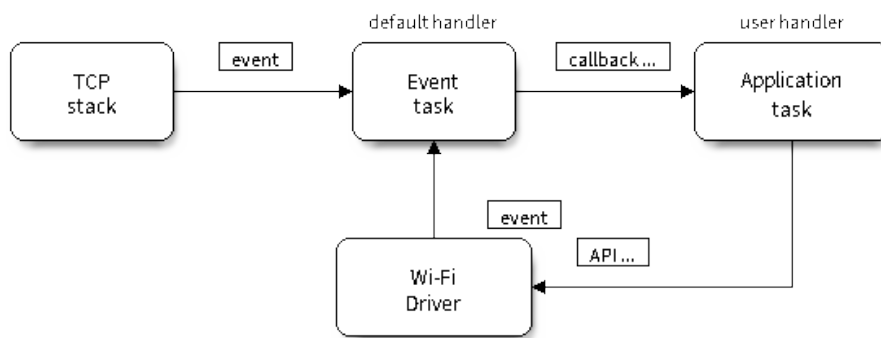 default handler
user handler
event
callback ...
TCP
stack
Event
task
Application
task
event
API ...
Wi-Fi
Driver